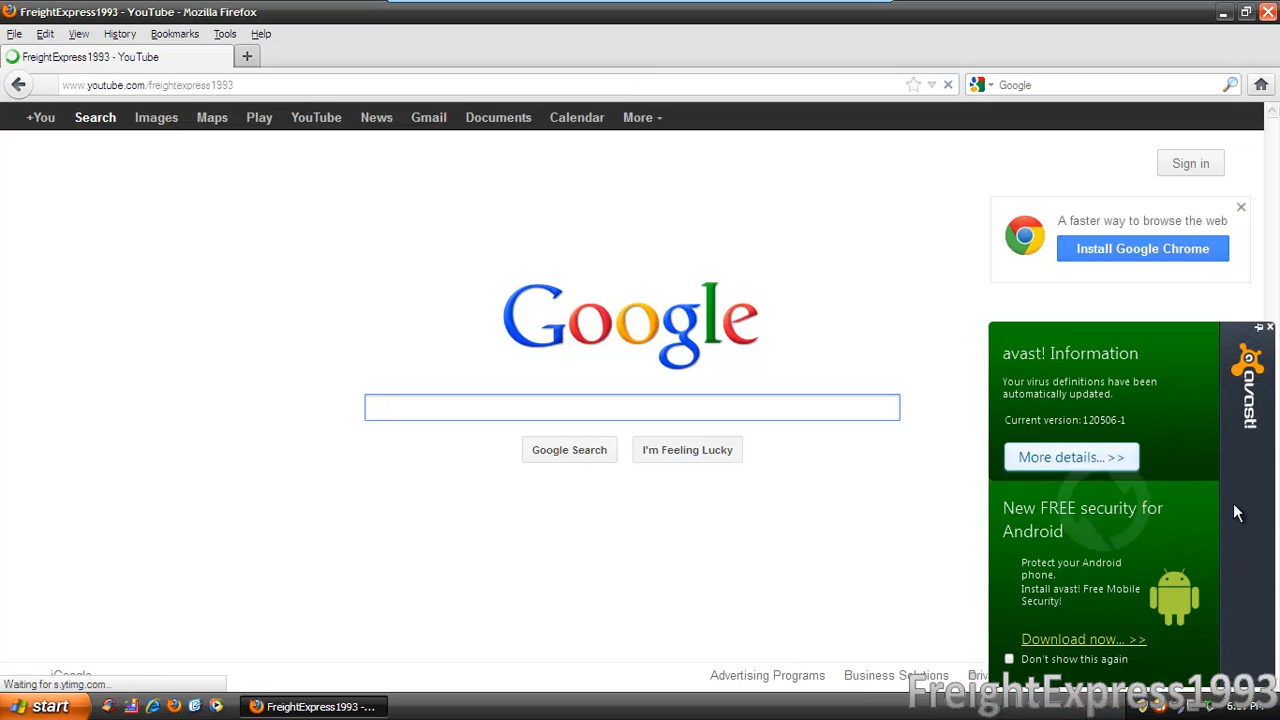 FreightExpress1993 - YouTube - Mozilla Firefox
File Edit View History Bookmarks Tools Help
FreightExpress1993 - YouTube
www.youtube.com/freightexpress1993 Google
+You Search Images Maps Play YouTube News Gmail Documents Calendar More
Sign in
A faster way to browse the web
Install Google Chrome
Google
Google Search I'm Feeling Lucky
avast! Information
Your virus definitions have been
automatically updated.
Current version: 120506-1
More details... >>
avast!
New FREE security for
Android
Protect your Android
phone.
Install avast! Free Mobile
Security!
Download now... >>
Don't show this again
iGoogle Advertising Programs Business Solutions
Waiting for s.ytimg.com...
FreightExpress1993
start FreightExpress1993 -...